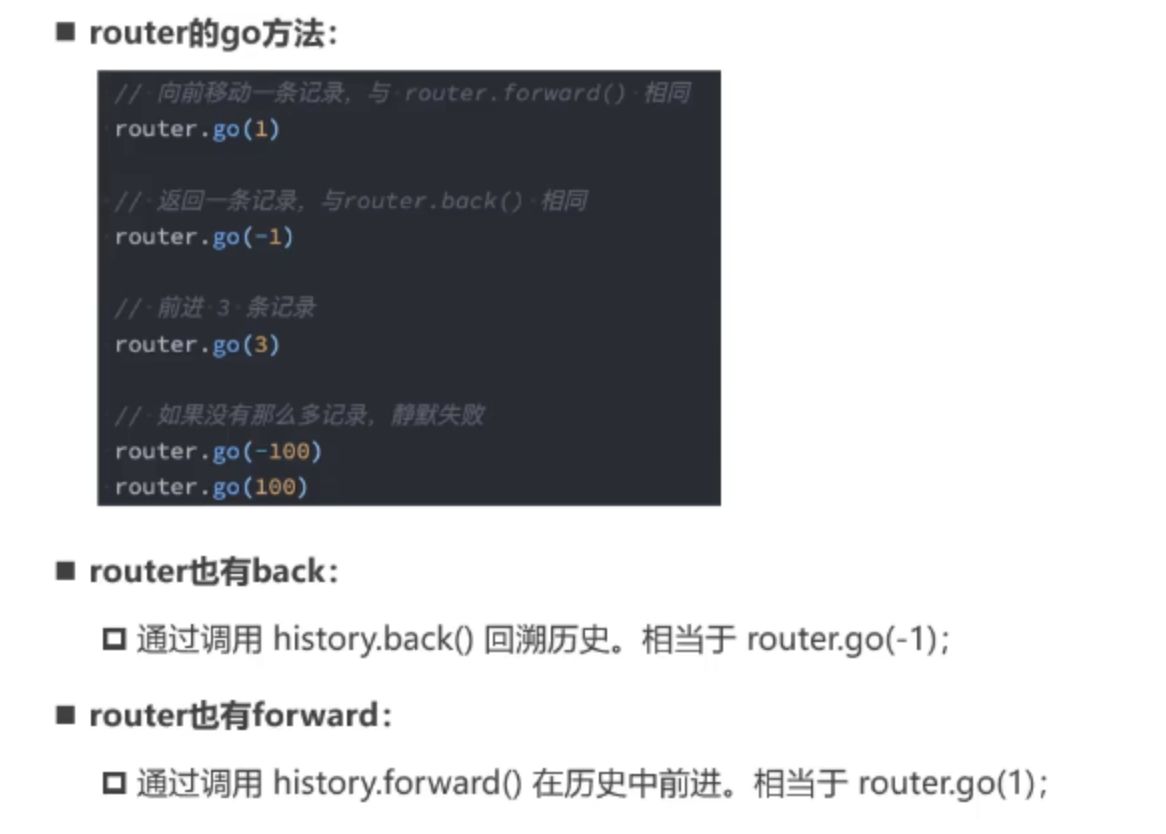 ■ router的go方法：
// 向前移动一条记录，与 router.forward() 相同
router.go(1)
// 返回一条记录，与router.back() 相同
router.go(-1)
// 前进 3 条记录
router.go(3)
// 如果没有那么多记录，静默失败
router.go(-100)
router.go(100)
■ router也有back：
□ 通过调用 history.back() 回溯历史。相当于 router.go(-1)；
■ router也有forward：
□ 通过调用 history.forward() 在历史中前进。相当于 router.go(1)；